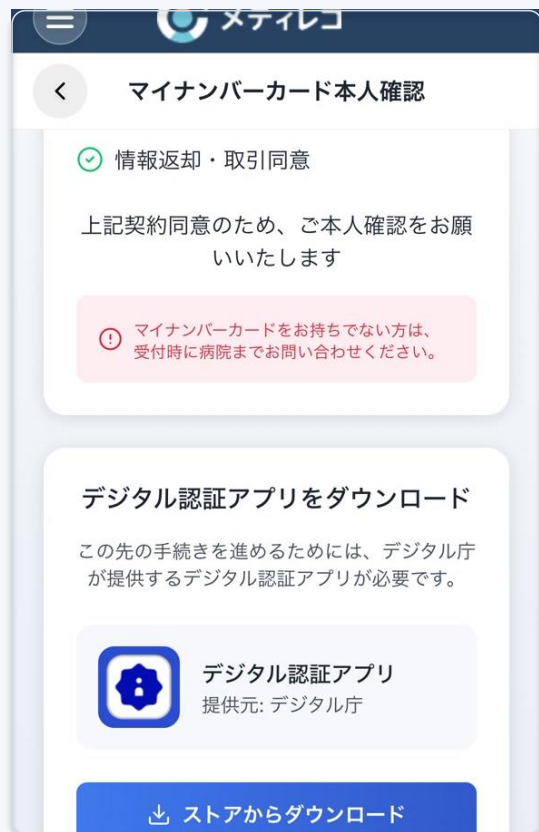 メディレコ
マイナンバーカード本人確認
情報返却・取引同意
上記契約同意のため、ご本人確認をお願
いいたします
マイナンバーカードをお持ちでない方は、
受付時に病院までお問い合わせください。
デジタル認証アプリをダウンロード
この先の手続きを進めるためには、デジタル庁
が提供するデジタル認証アプリが必要です。
デジタル認証アプリ
提供元: デジタル庁
ストアからダウンロード